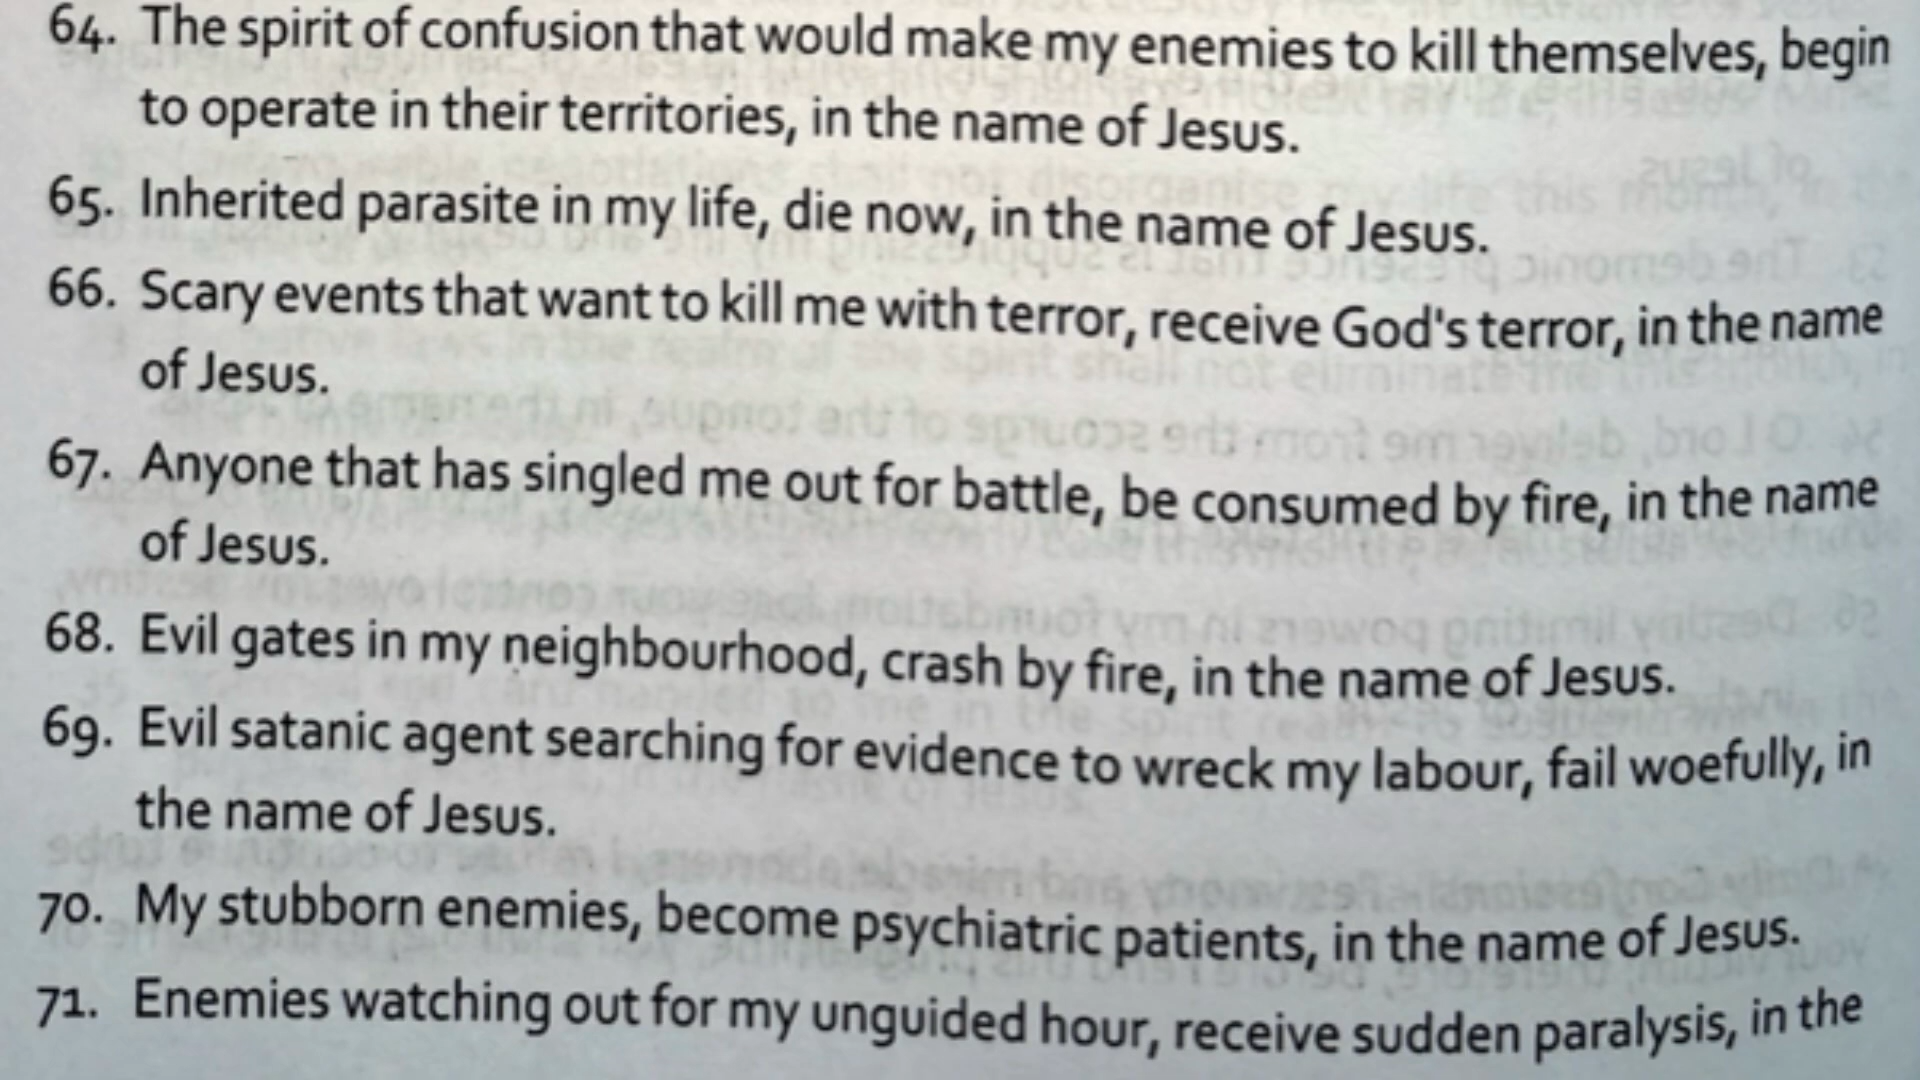 64. The spirit of confusion that would make my enemies to kill themselves, begin
to operate in their territories, in the name of Jesus.
65. Inherited parasite in my life, die now, in the name of Jesus.
66. Scary events that want to kill me with terror, receive God's terror, in the name
of Jesus.
67. Anyone that has singled me out for battle, be consumed by fire, in the name
of Jesus.
68. Evil gates in my neighbourhood, crash by fire, in the name of Jesus.
69. Evil satanic agent searching for evidence to wreck my labour, fail woefully, in
the name of Jesus.
70. My stubborn enemies, become psychiatric patients, in the name of Jesus.
71. Enemies watching out for my unguided hour, receive sudden paralysis, in the